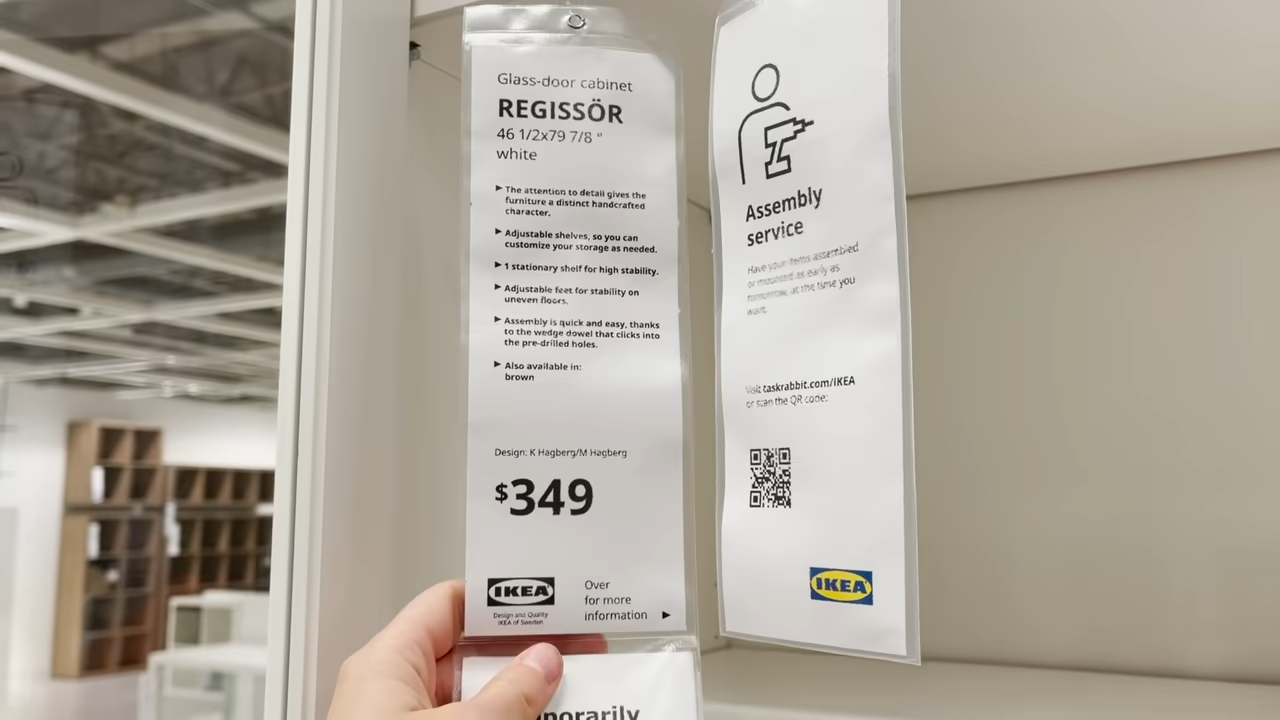 Glass-door cabinet
REGISSÖR
46 1/2x79 7/8 "
white
▶ The attention to detail gives the
furniture a distinct handcrafted
character.
▶ Adjustable shelves, so you can
customize your storage as needed.
▶ 1 stationary shelf for high stability.
▶ Adjustable feet for stability on
uneven floors.
▶ Assembly is quick and easy, thanks
to the wedge dowel that clicks into
the pre-drilled holes.
▶ Also available in:
brown
Design: K Hagberg/M Hagberg
$349
IKEA
Design and Quality
IKEA of Sweden
Over
for more
information ▶
Assembly
service
Have your items assembled
or mounted as early as
tomorrow, at the time you
want.
Visit taskrabbit.com/IKEA
or scan the QR code:
IKEA